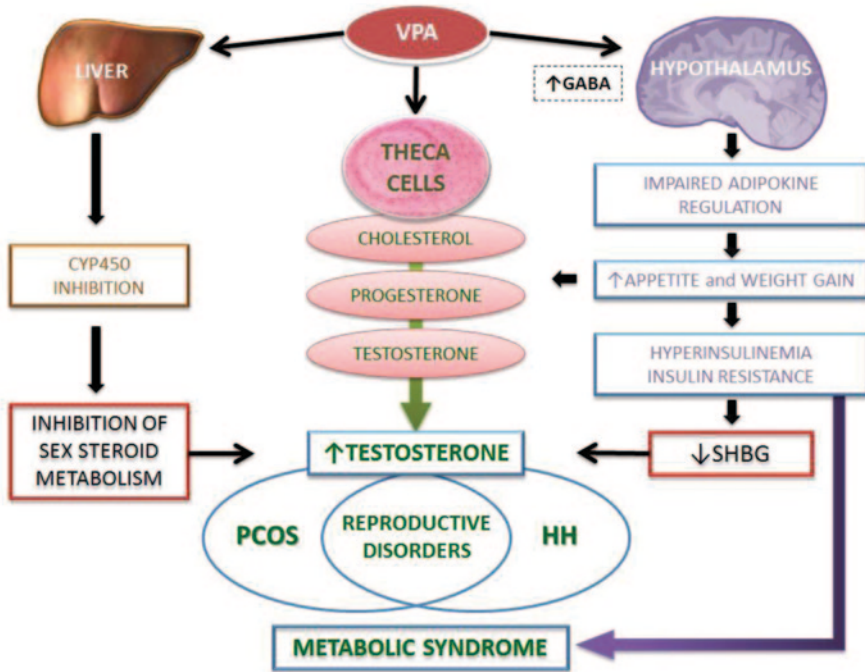 VPA
LIVER
↑GABA
HYPOTHALAMUS
THECA
CELLS
IMPAIRED ADIPOKINE
REGULATION
CHOLESTEROL
CYP450
INHIBITION
PROGESTERONE
↑APPETITE and WEIGHT GAIN
TESTOSTERONE
HYPERINSULINEMIA
INSULIN RESISTANCE
INHIBITION OF
SEX STEROID
METABOLISM
↑TESTOSTERONE
↓SHBG
PCOS
REPRODUCTIVE
DISORDERS
HH
METABOLIC SYNDROME